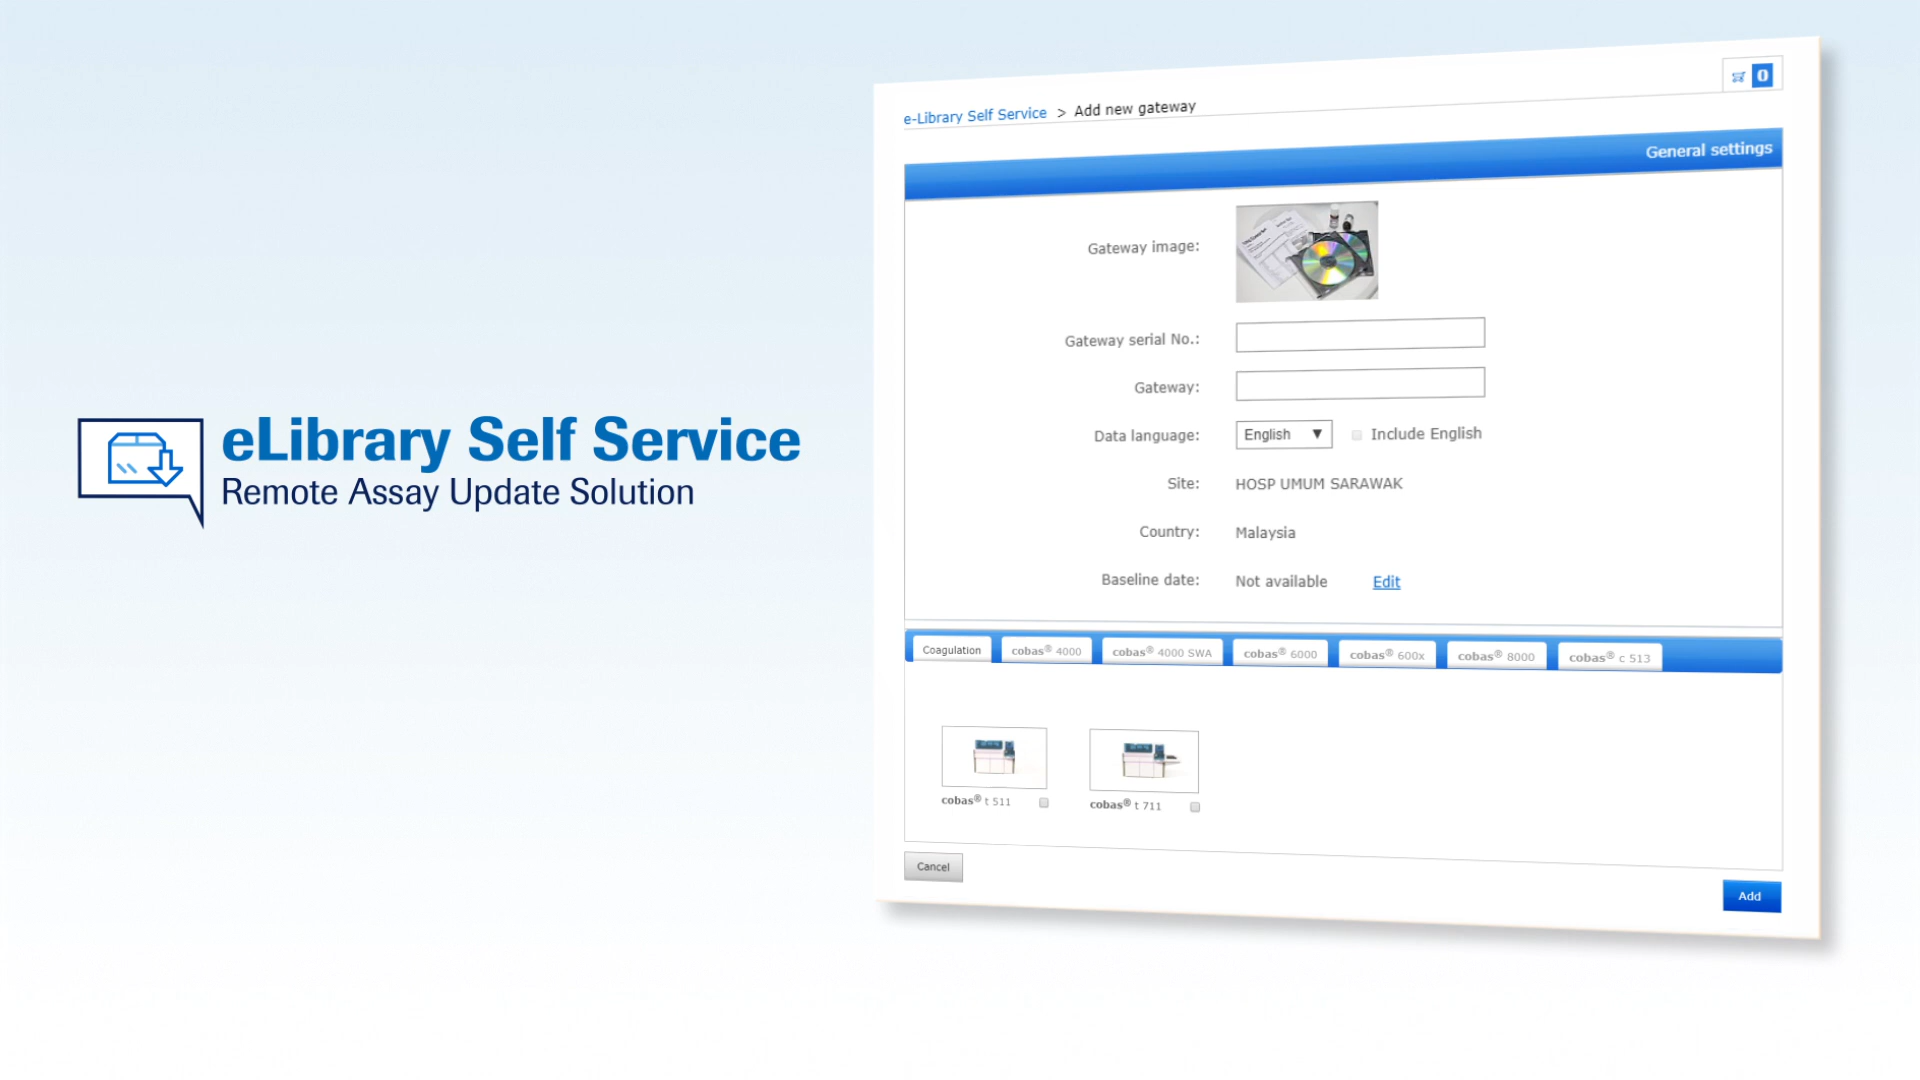 eLibrary Self Service
Remote Assay Update Solution
0
e-Library Self Service > Add new gateway
General settings
Gateway image:
Gateway serial No.:
Gateway:
Data language: English ▼ Include English
Site: HOSP UMUM SARAWAK
Country: Malaysia
Baseline date: Not available Edit
Coagulation cobas® 4000 cobas® 4000 SWA cobas® 6000 cobas® 600x cobas® 8000 cobas® c 513
cobas® t 511 cobas® t 711
Cancel
Add